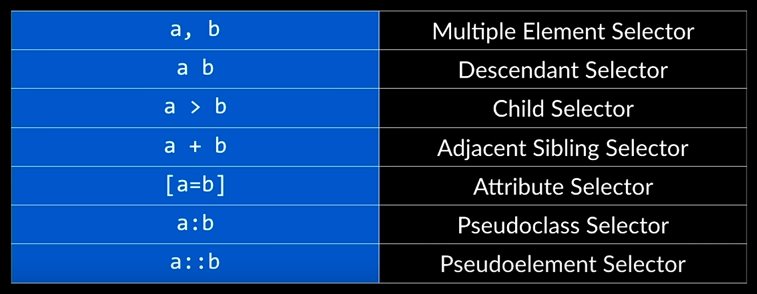 a, b Multiple Element Selector
a b Descendant Selector
a > b Child Selector
a + b Adjacent Sibling Selector
[a=b] Attribute Selector
a:b Pseudoclass Selector
a::b Pseudoelement Selector